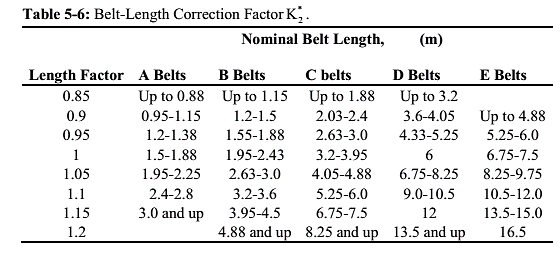 Table 5-6: Belt-Length Correction Factor K₂*.
Nominal Belt Length, (m)
Length Factor A Belts B Belts C belts D Belts E Belts
0.85 Up to 0.88 Up to 1.15 Up to 1.88 Up to 3.2
0.9 0.95-1.15 1.2-1.5 2.03-2.4 3.6-4.05 Up to 4.88
0.95 1.2-1.38 1.55-1.88 2.63-3.0 4.33-5.25 5.25-6.0
1 1.5-1.88 1.95-2.43 3.2-3.95 6 6.75-7.5
1.05 1.95-2.25 2.63-3.0 4.05-4.88 6.75-8.25 8.25-9.75
1.1 2.4-2.8 3.2-3.6 5.25-6.0 9.0-10.5 10.5-12.0
1.15 3.0 and up 3.95-4.5 6.75-7.5 12 13.5-15.0
1.2 4.88 and up 8.25 and up 13.5 and up 16.5